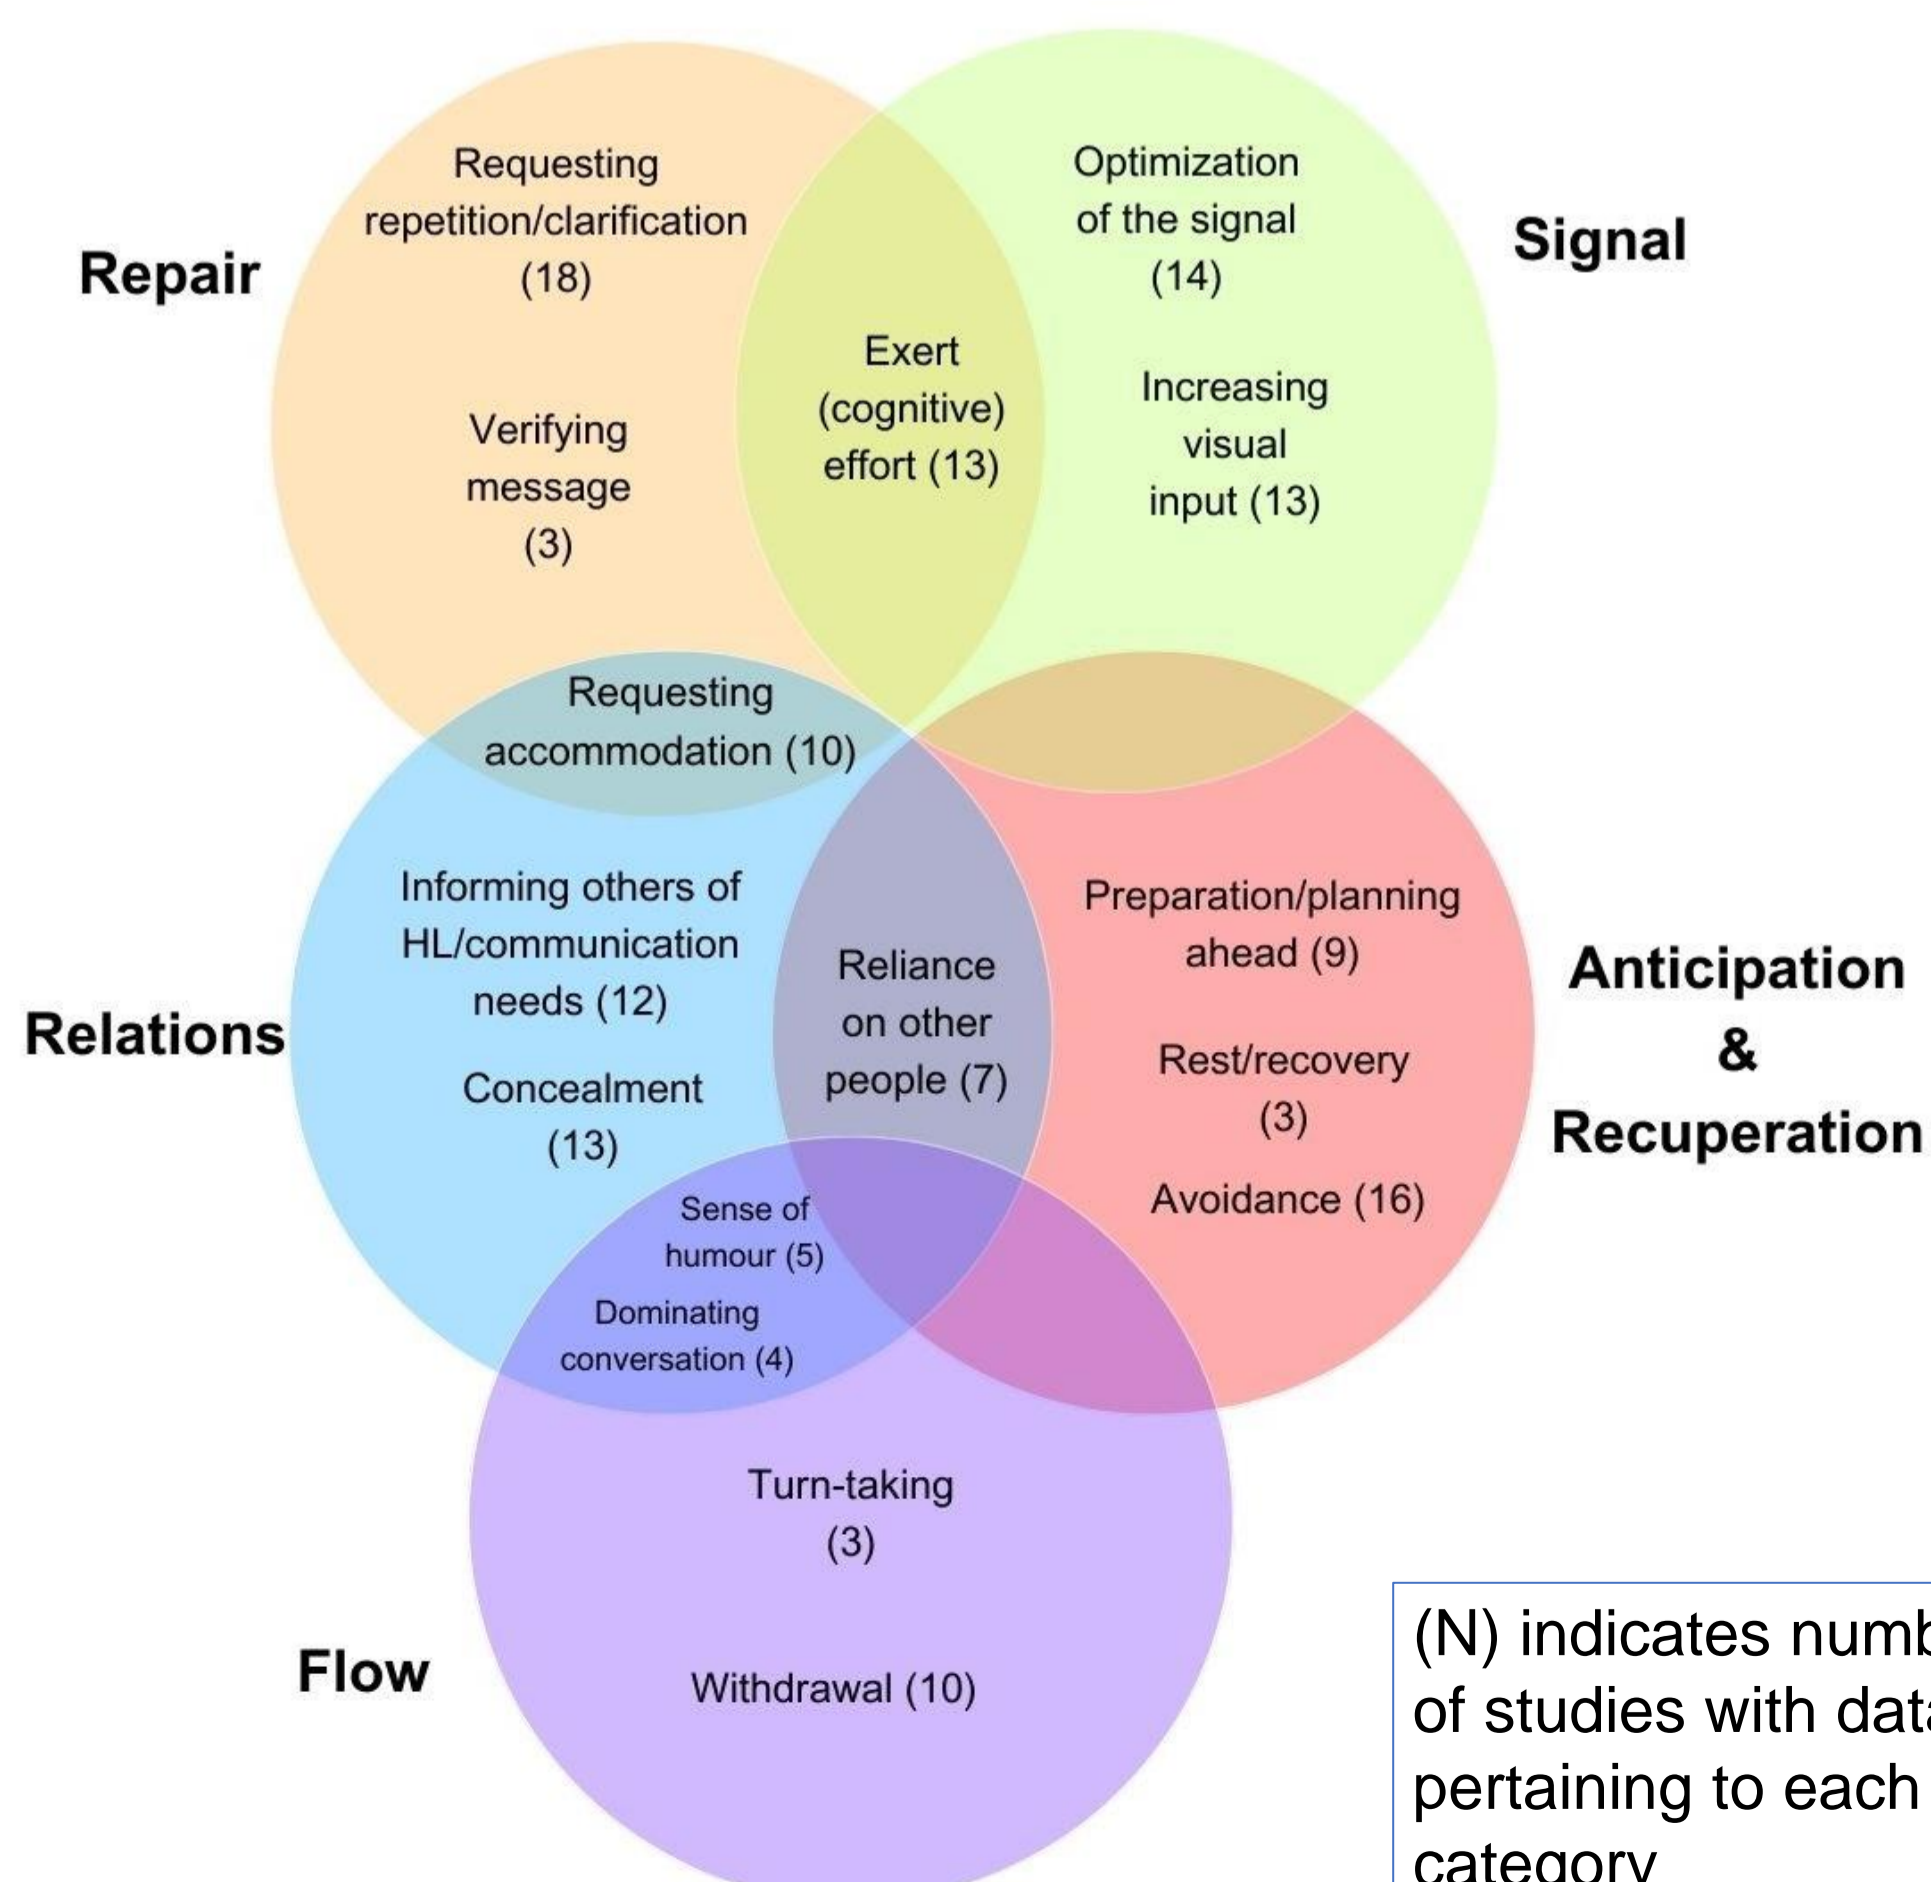 Repair
Requesting
repetition/clarification
(18)
Verifying
message
(3)
Exert
(cognitive)
effort (13)
Optimization
of the signal
(14)
Increasing
visual
input (13)
Signal
Requesting
accommodation (10)
Relations
Informing others of
HL/communication
needs (12)
Concealment
(13)
Reliance
on other
people (7)
Preparation/planning
ahead (9)
Rest/recovery
(3)
Avoidance (16)
Anticipation
&
Recuperation
Sense of
humour (5)
Dominating
conversation (4)
Flow
Turn-taking
(3)
Withdrawal (10)
(N) indicates numb
of studies with data
pertaining to each
category